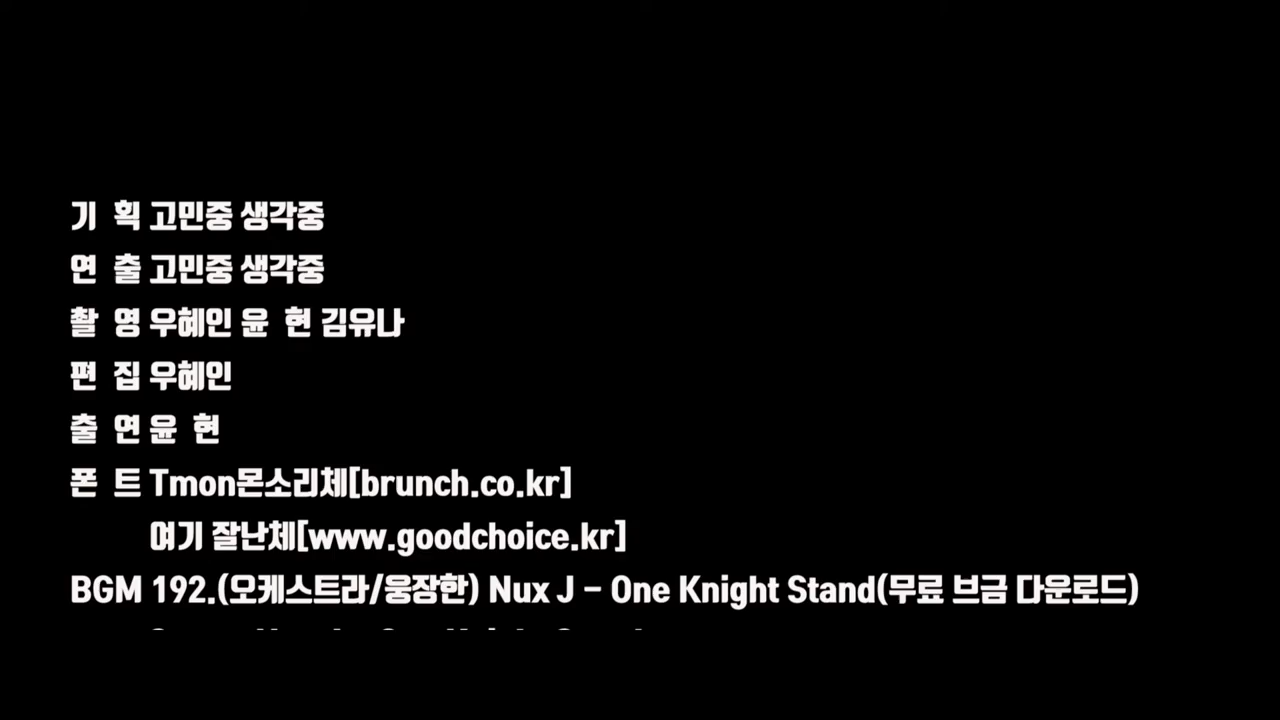 기 획 고민중 생각중
연 출 고민중 생각중
촬 영 우혜인 윤 현 김유나
편 집 우혜인
출 연 윤 현
폰 트 Tmon몬소리체[brunch.co.kr]
여기 잘난체[www.goodchoice.kr]
BGM 192.(오케스트라/웅장한) Nux J - One Knight Stand(무료 브금 다운로드)